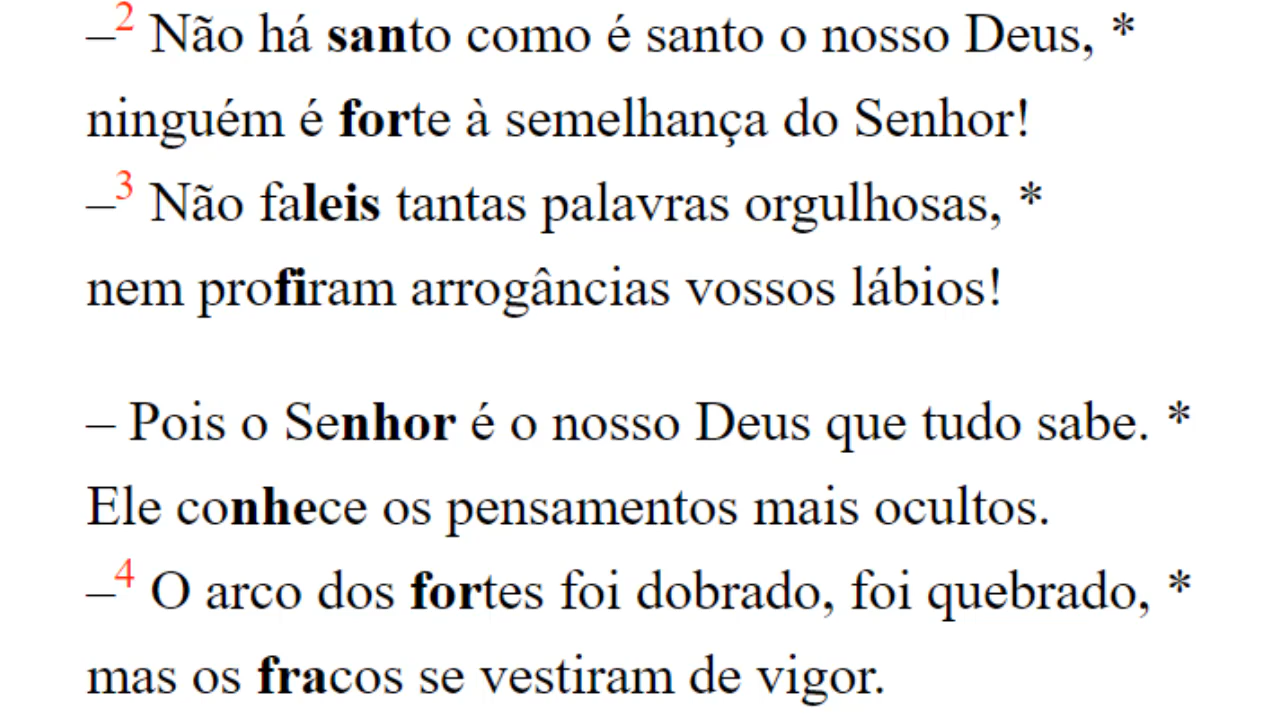 –2 Não há santo como é santo o nosso Deus, *
ninguém é forte à semelhança do Senhor!
–3 Não faleis tantas palavras orgulhosas, *
nem profiram arrogâncias vossos lábios!
– Pois o Senhor é o nosso Deus que tudo sabe. *
Ele conhece os pensamentos mais ocultos.
–4 O arco dos fortes foi dobrado, foi quebrado, *
mas os fracos se vestiram de vigor.